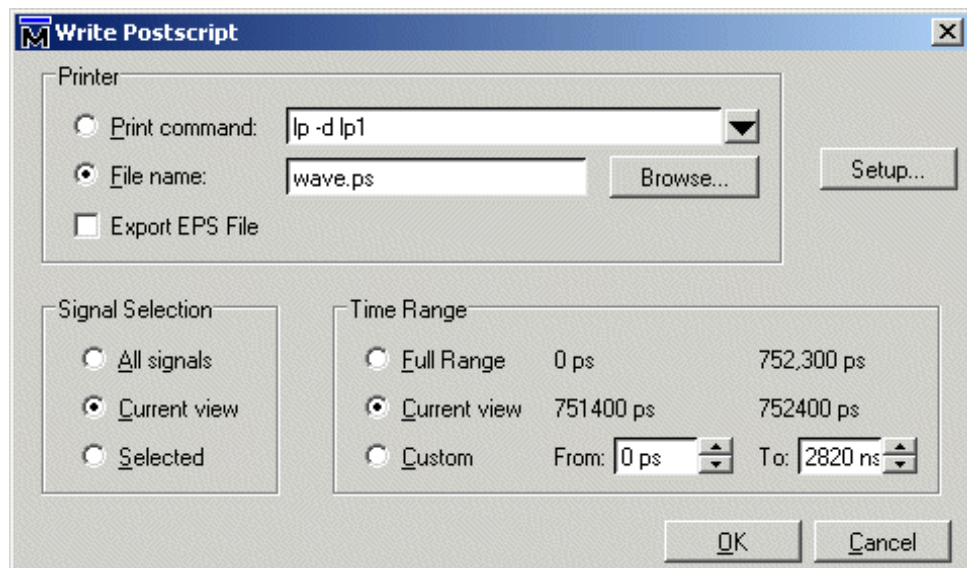 Write Postscript
Printer
Print command: lp -d lp1
File name: wave.ps Browse... Setup...
Export EPS File
Signal Selection Time Range
All signals Full Range 0 ps 752,300 ps
Current view Current view 751400 ps 752400 ps
Selected Custom From: 0 ps To: 2820 ns
OK Cancel